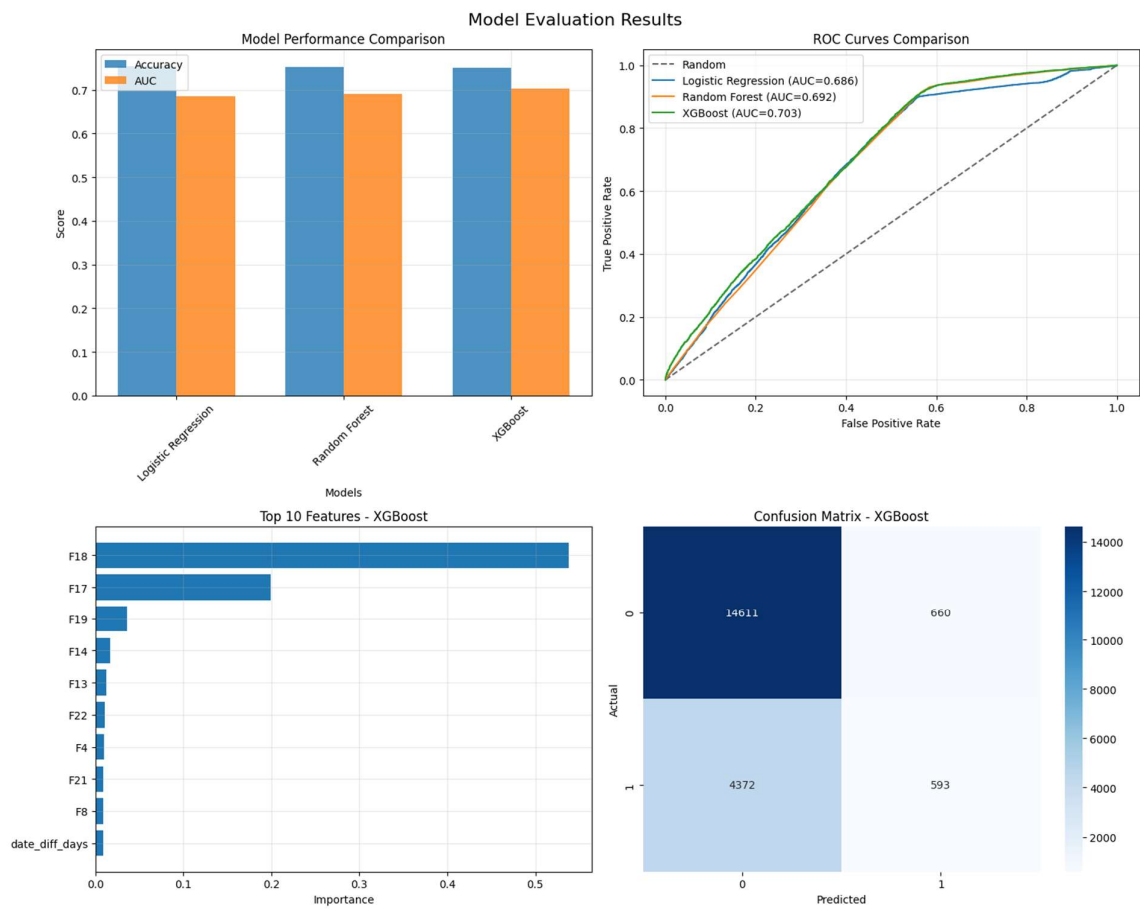 Model Evaluation Results
Model Performance Comparison
Accuracy
AUC
0.7
0.6
0.5
0.4
0.3
0.2
0.1
0.0
Score
Logistic Regression
Random Forest
XGBoost
Models
ROC Curves Comparison
Random
Logistic Regression (AUC=0.686)
Random Forest (AUC=0.692)
XGBoost (AUC=0.703)
1.0
0.8
0.6
0.4
0.2
0.0
True Positive Rate
0.0 0.2 0.4 0.6 0.8 1.0
False Positive Rate
Top 10 Features - XGBoost
F18
F17
F19
F14
F13
F22
F4
F21
F8
date_diff_days
0.0 0.1 0.2 0.3 0.4 0.5
Importance
Confusion Matrix - XGBoost
Actual
0
14611 660
1
4372 593
0 1
Predicted
14000
12000
10000
8000
6000
4000
2000